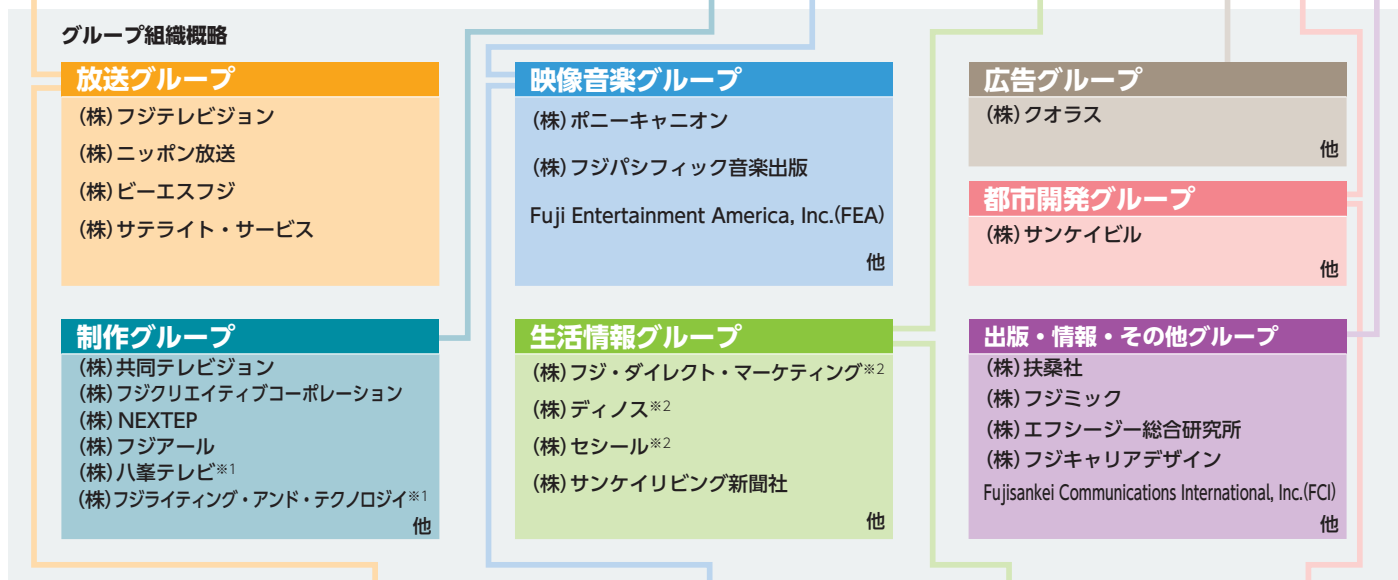 グループ組織概略
放送グループ
(株)フジテレビジョン
(株)ニッポン放送
(株)ビーエスフジ
(株)サテライト・サービス
映像音楽グループ
(株)ポニーキャニオン
(株)フジパシフィック音楽出版
Fuji Entertainment America, Inc.(FEA)
他
広告グループ
(株)クオラス
他
都市開発グループ
(株)サンケイビル
他
制作グループ
(株)共同テレビジョン
(株)フジクリエイティブコーポレーション
(株)NEXTEP
(株)フジアール
(株)八峯テレビ※1
(株)フジライティング・アンド・テクノロジイ※1
他
生活情報グループ
(株)フジ・ダイレクト・マーケティング※2
(株)ディノス※2
(株)セシール※2
(株)サンケイリビング新聞社
他
出版・情報・その他グループ
(株)扶桑社
(株)フジミック
(株)エフシージー総合研究所
(株)フジキャリアデザイン
Fujisankei Communications International, Inc.(FCI)
他